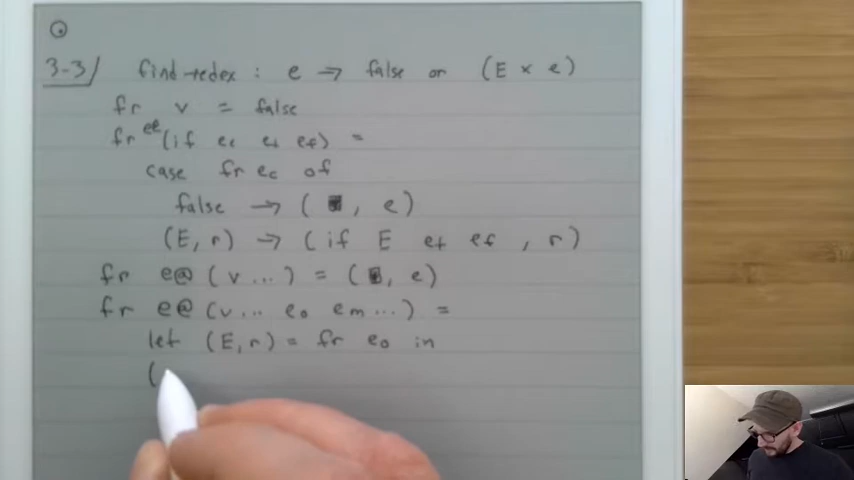 3-3/ find-redex : e → false or (E × e)
fr v = false
fr e@(if ec et ef) =
case fr ec of
false → ( ■, e)
(E, r) → (if E et ef , r)
fr e@ (v...) = (■, e)
fr e@ (v... e0 em...) =
let (E,r) = fr e0 in
(